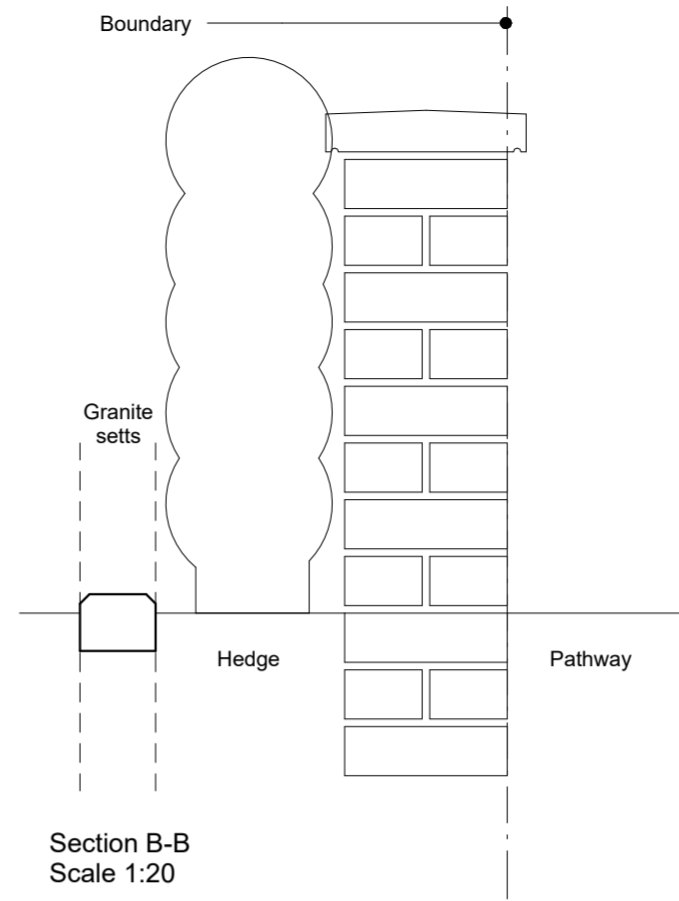 Boundary
Granite
setts
Hedge
Pathway
Section B-B
Scale 1:20